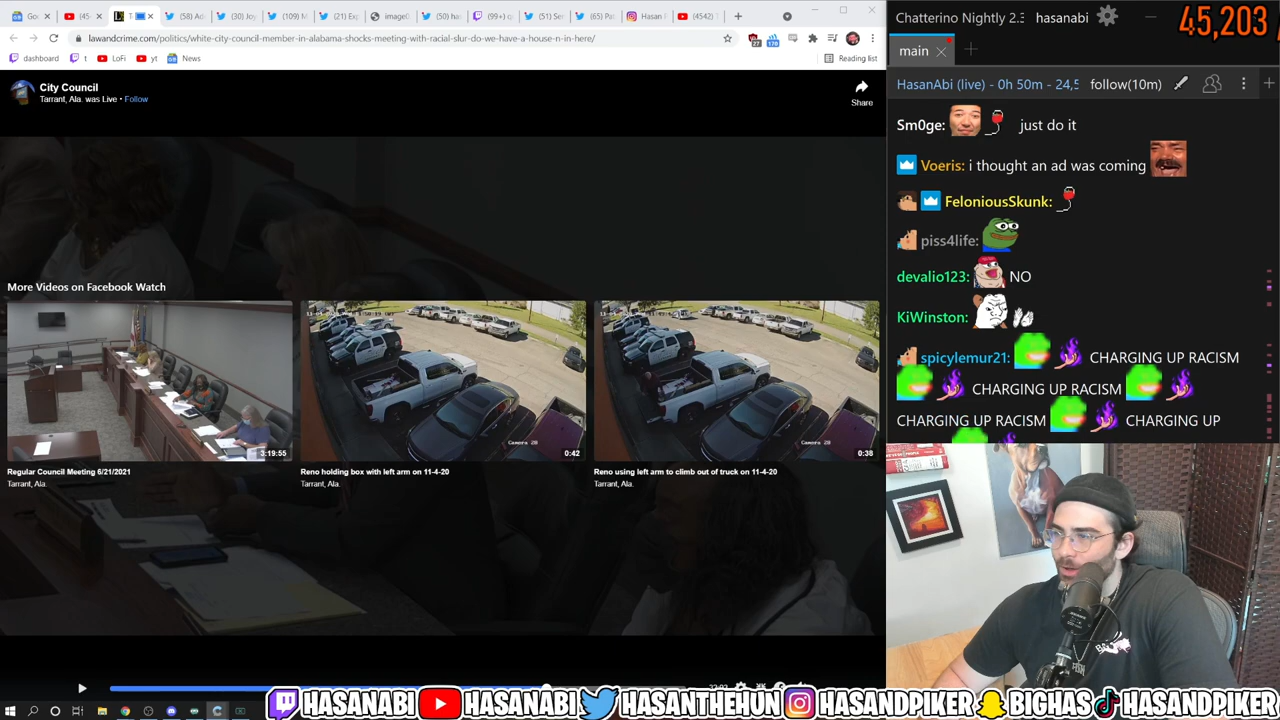 Chatterino Nightly 2.3 hasanabi
45,203
main
lawandcrime.com/politics/white-city-council-member-in-alabama-shocks-meeting-with-racial-slur-do-we-have-a-house-n-in-here/
dashboard
LoFi
yt
News
Reading list
City Council
Tarrant, Ala. was Live • Follow
Share
HasanAbi (live) - 0h 50m - 24,5
follow(10m)
Sm0ge: just do it
Voeris: i thought an ad was coming
FeloniousSkunk:
piss4life:
devalio123: NO
KiWinston:
spicylemur21: CHARGING UP RACISM
CHARGING UP RACISM
CHARGING UP RACISM CHARGING UP
More Videos on Facebook Watch
3:19:55
Camera 20
0:42
Camera 20
0:38
Regular Council Meeting 6/21/2021
Tarrant, Ala.
Reno holding box with left arm on 11-4-20
Tarrant, Ala.
Reno using left arm to climb out of truck on 11-4-20
Tarrant, Ala.
HASANABI HASANABI HASANTHEHUN HASANDPIKER BIGHAS HASANDPIKER